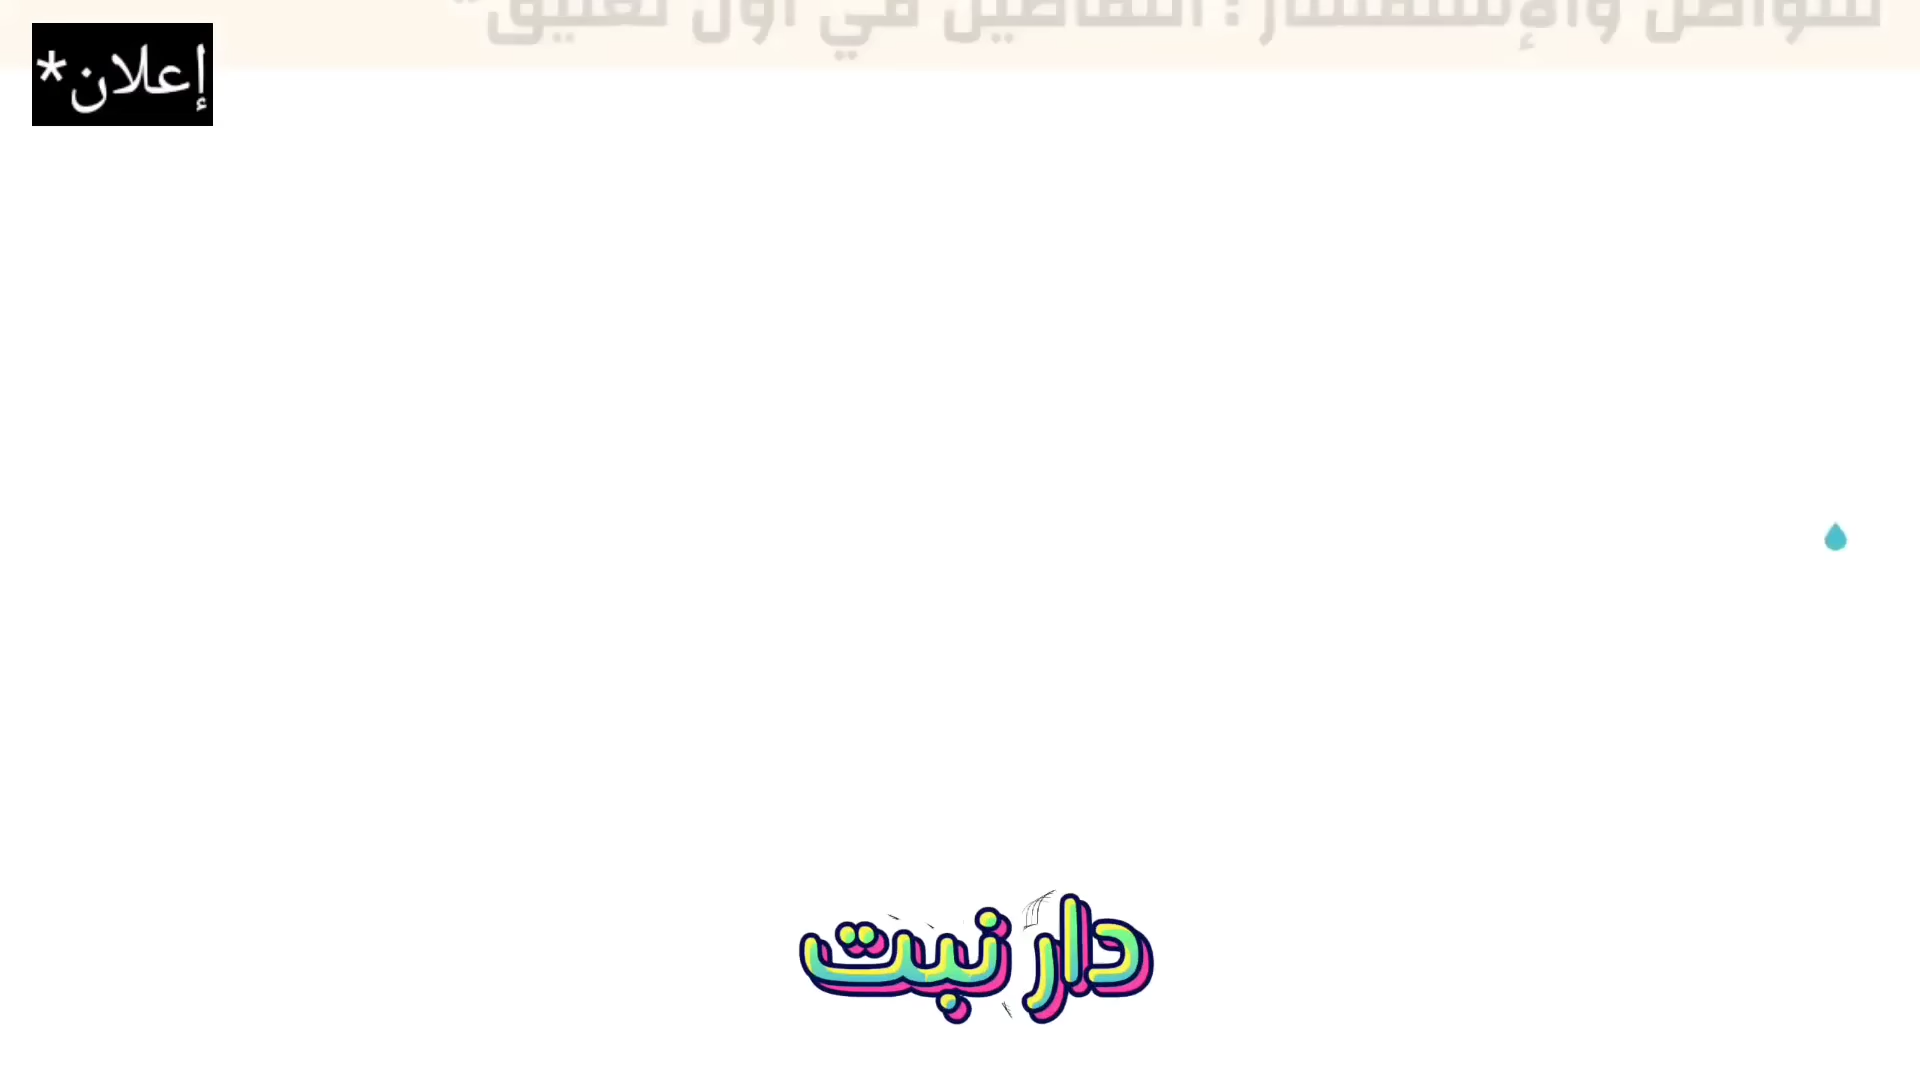 للتواصل والإستفسار : التفاصيل في أول تعليق
إعلان*
دار نبت